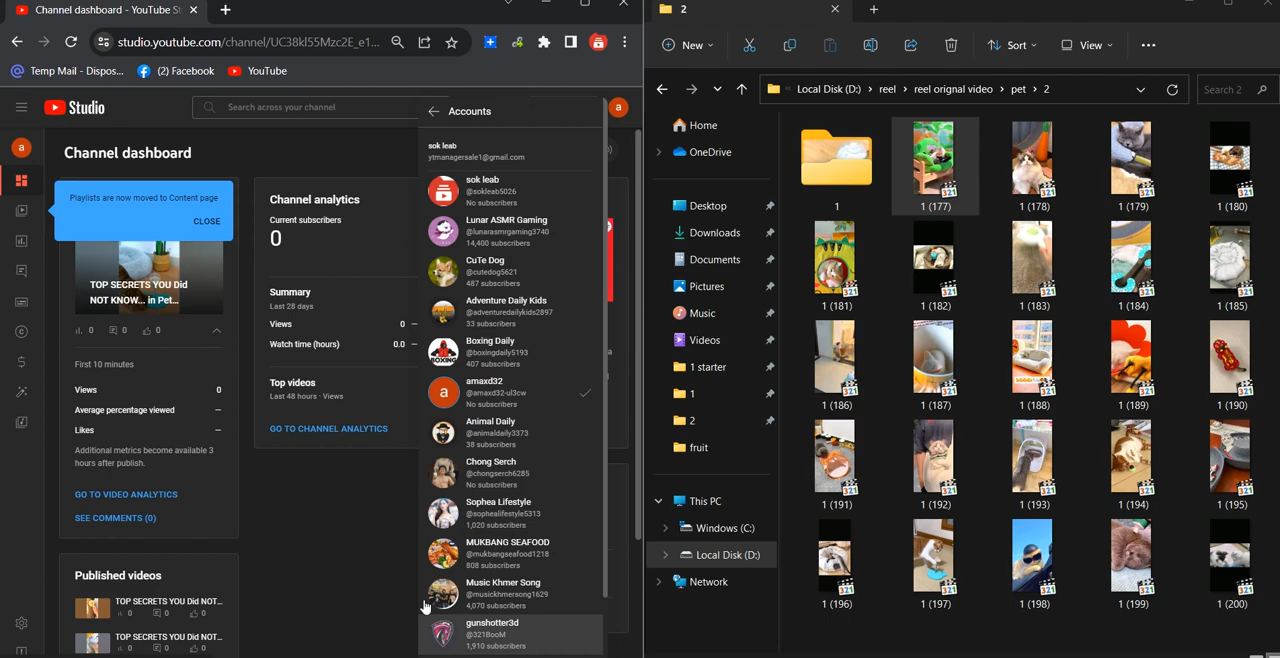 Channel dashboard - YouTube St
studio.youtube.com/channel/UC38kl55Mzc2E_e1...
Temp Mail - Dispos...
(2) Facebook
YouTube
Studio
Search across your channel
a
a
Channel dashboard
Playlists are now moved to Content page
CLOSE
TOP SECRETS YOU Did
NOT KNOW... in Pet...
0
0
0
First 10 minutes
Views 0
Average percentage viewed —
Likes —
Additional metrics become available 3
hours after publish.
GO TO VIDEO ANALYTICS
SEE COMMENTS (0)
Published videos
TOP SECRETS YOU Did NOT...
0
0
0
TOP SECRETS YOU Did NOT...
0
0
0
Channel analytics
Current subscribers
0
Summary
Last 28 days
Views 0 —
Watch time (hours) 0.0 —
Top videos
Last 48 hours · Views
GO TO CHANNEL ANALYTICS
Accounts
sok leab
ytmanagersale1@gmail.com
sok leab
@sokleab5026
No subscribers
Lunar ASMR Gaming
@lunarasmrgaming3740
14,400 subscribers
CuTe Dog
@cutedog5621
487 subscribers
Adventure Daily Kids
@adventuredailykids2897
33 subscribers
BOXING
Boxing Daily
@boxingdaily5193
407 subscribers
a
amaxd32
@amaxd32-ul3cw
No subscribers
Animal Daily
@animaldaily3373
38 subscribers
Chong Serch
@chongserch6285
No subscribers
Sophea Lifestyle
@sophealifestyle5313
1,020 subscribers
MUKBANG SEAFOOD
@mukbangseafood1218
808 subscribers
Music Khmer Song
@musickhmersong1629
4,070 subscribers
gunshotter3d
@321BooM
1,910 subscribers
2
New
Sort
View
Local Disk (D:) › reel › reel orignal video › pet › 2
Search 2
Home
OneDrive
Desktop
Downloads
Documents
Pictures
Music
Videos
1 starter
1
2
fruit
This PC
Windows (C:)
Local Disk (D:)
Network
1
1 (177)
1 (178)
1 (179)
1 (180)
1 (181)
1 (182)
1 (183)
1 (184)
1 (185)
1 (186)
1 (187)
1 (188)
1 (189)
1 (190)
1 (191)
1 (192)
1 (193)
1 (194)
1 (195)
1 (196)
1 (197)
1 (198)
1 (199)
1 (200)